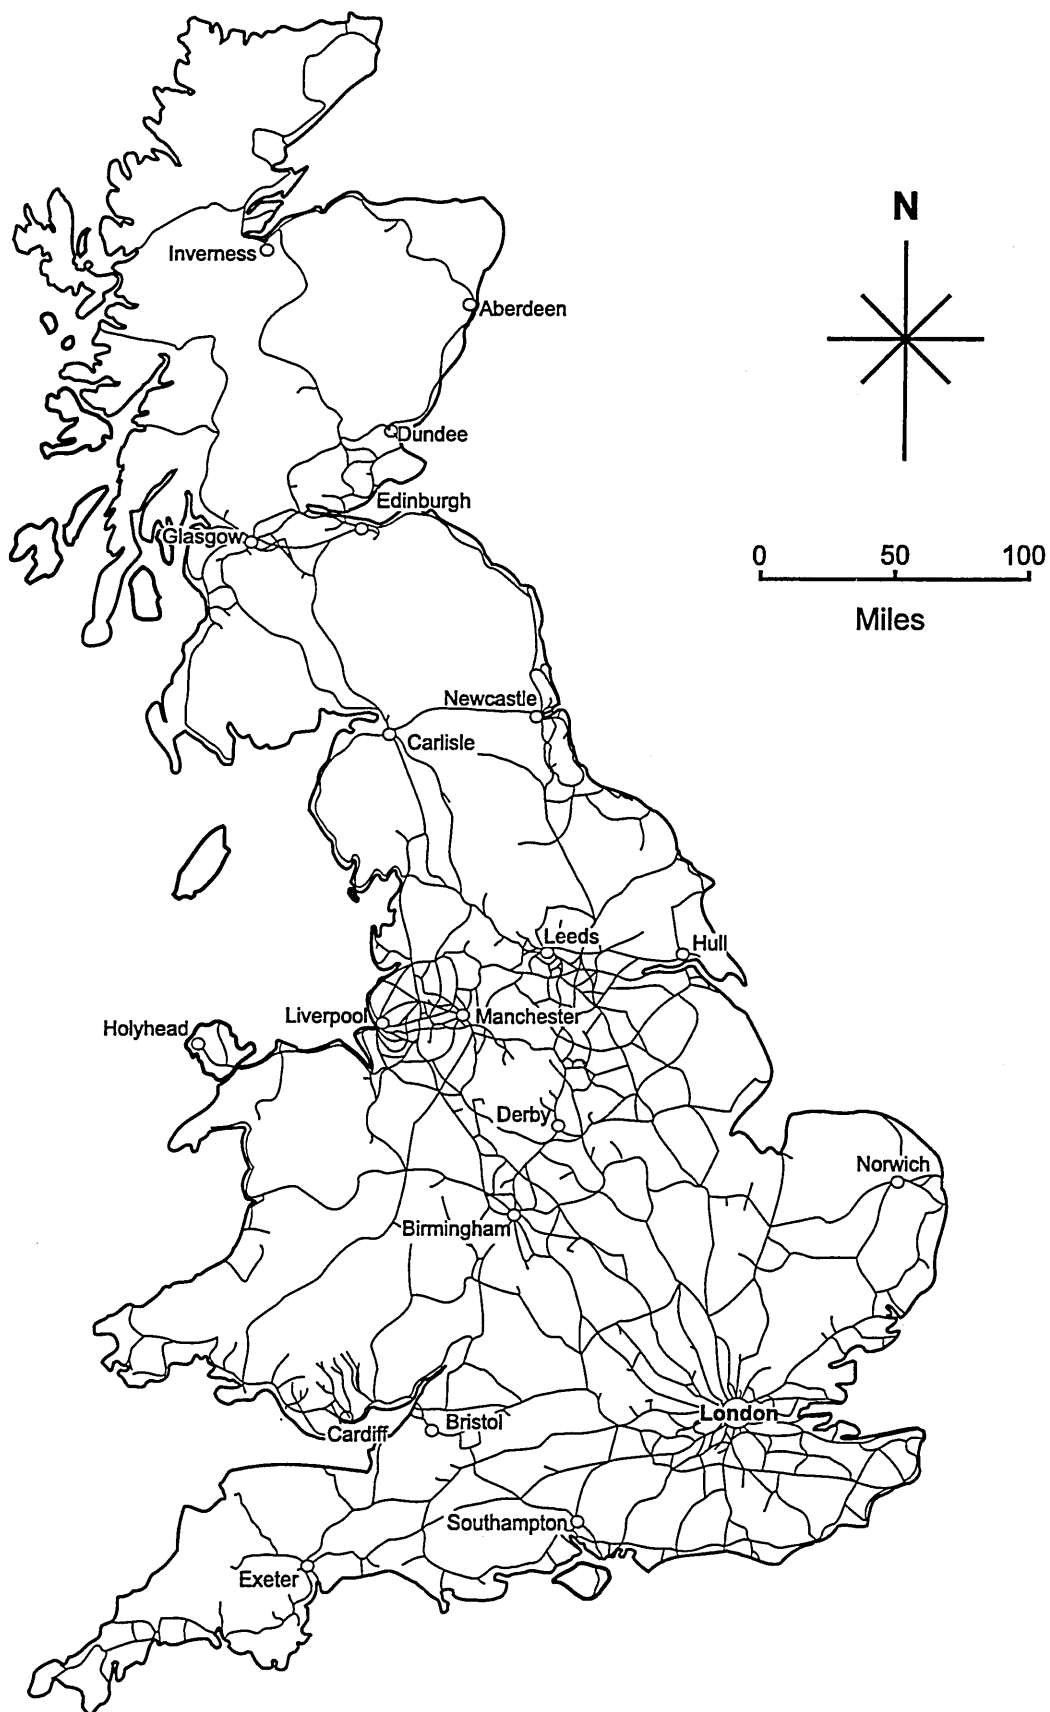 N
Inverness
Aberdeen
Dundee
Edinburgh
Glasgow
0 50 100
Miles
Newcastle
Carlisle
Leeds
Hull
Holyhead
Liverpool
Manchester
Derby
Norwich
Birmingham
London
Bristol
Cardiff
Southampton
Exeter